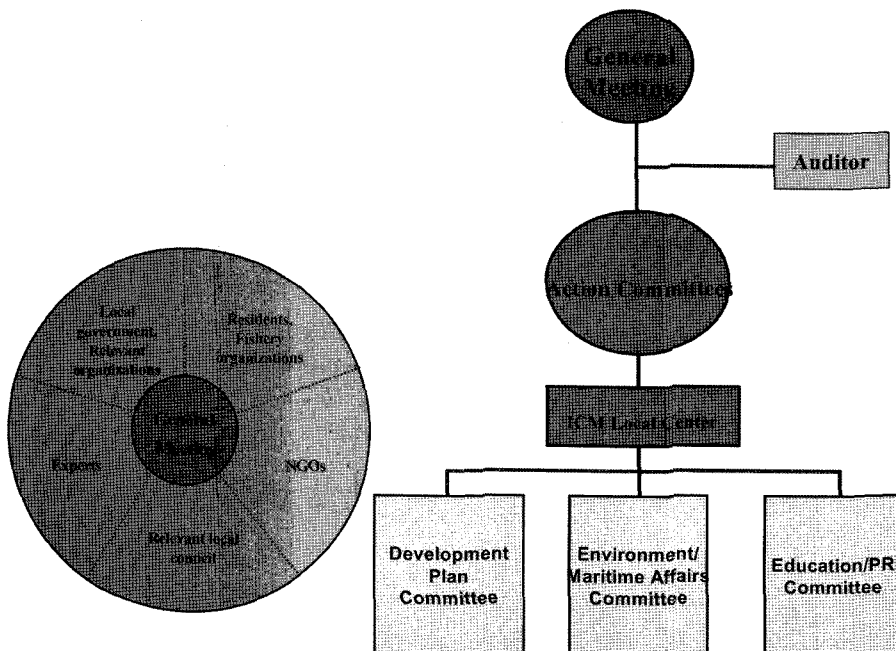 General
Meeting
Auditor
Action Committees
ICM Local Center
Development
Plan
Committee
Environment/
Maritime Affairs
Committee
Education/PR
Committee
Local
government,
Relevant
organizations
Residents,
Fishery
organizations
General
Meeting
Experts
NGOs
Relevant local
council